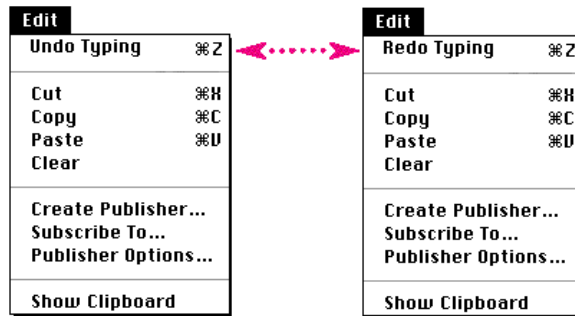 Edit
Undo Typing ⌘Z
Cut ⌘X
Copy ⌘C
Paste ⌘V
Clear
Create Publisher...
Subscribe To...
Publisher Options...
Show Clipboard
Edit
Redo Typing ⌘Z
Cut ⌘X
Copy ⌘C
Paste ⌘V
Clear
Create Publisher...
Subscribe To...
Publisher Options...
Show Clipboard